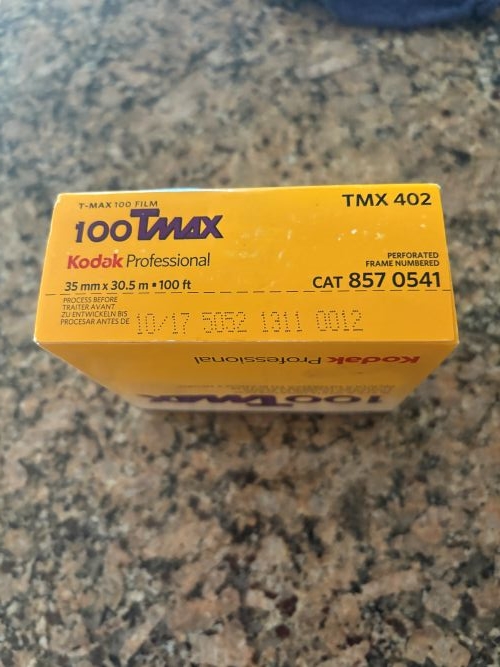 T-MAX 100 FILM
TMX 402
100 TMAX
Kodak Professional
PERFORATED
FRAME NUMBERED
35 mm x 30.5 m ▪ 100 ft
CAT 857 0541
PROCESS BEFORE
TRAITER AVANT
ZU ENTWICKELN BIS
PROCESAR ANTES DE
10/17 5052 1311 0012
Kodak Professional
100 TMAX